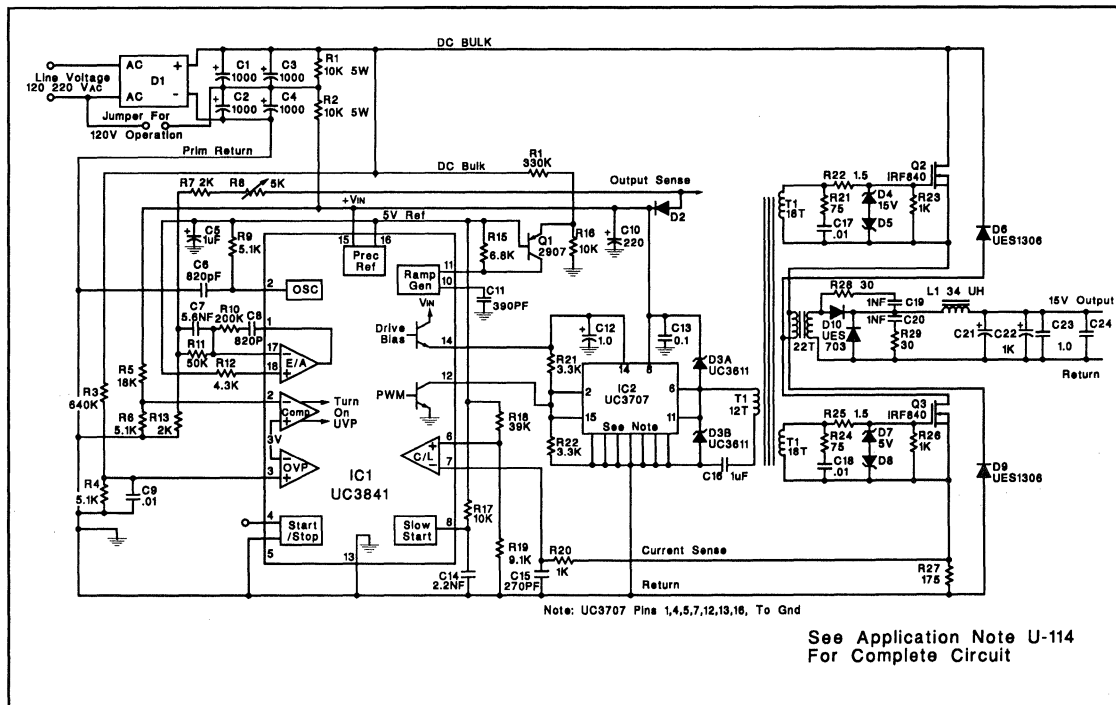 DC BULK
Line Voltage
120 220 VAC
AC
AC
D1
+
-
C1
1000
C3
1000
C2
1000
C4
1000
R1
10K 5W
R2
10K 5W
Jumper For
120V Operation
Prim Return
DC Bulk
R1
330K
R7 2K
R8
5K
Output Sense
+VIN
5V Ref
D2
C5
1uF
R9
5.1K
15
16
Prec
Ref
R15
6.8K
Q1
2907
R16
10K
C10
220
C6
820pF
2
OSC
11
10
Ramp
Gen
C11
390PF
C7
5.6NF
R10
200K
C8
820P
1
VIN
Drive
Bias
14
R11
50K
17
18
E/A
R12
4.3K
R5
18K
R3
640K
R6
5.1K
R13
2K
2
Comp
Turn
On
UVP
3V
PWM
12
OVP
3
R4
5.1K
C9
.01
IC1
UC3841
C/L
6
7
R18
39K
4
Start
/Stop
5
13
Slow
Start
8
R17
10K
R19
9.1K
C14
2.2NF
C15
270PF
R20
1K
Current Sense
Return
C12
1.0
C13
0.1
R21
3.3K
R22
3.3K
14
8
2
15
6
11
IC2
UC3707
See Note
D3A
UC3611
D3B
UC3611
T1
12T
C16 1uF
T1
18T
R22 1.5
R21
75
C17
.01
D4
15V
D5
R23
1K
Q2
IRF840
D6
UES1306
R28 30
1NF C19
1NF C20
R29
30
D10
UES
703
22T
L1 34 UH
15V Output
C21
C22
1K
C23
1.0
C24
Return
Q3
IRF840
T1
18T
R25 1.5
R24
75
C18
.01
D7
5V
D8
R26
1K
D9
UES1306
R27
175
Note: UC3707 Pins 1,4,5,7,12,13,16, To Gnd
See Application Note U-114
For Complete Circuit